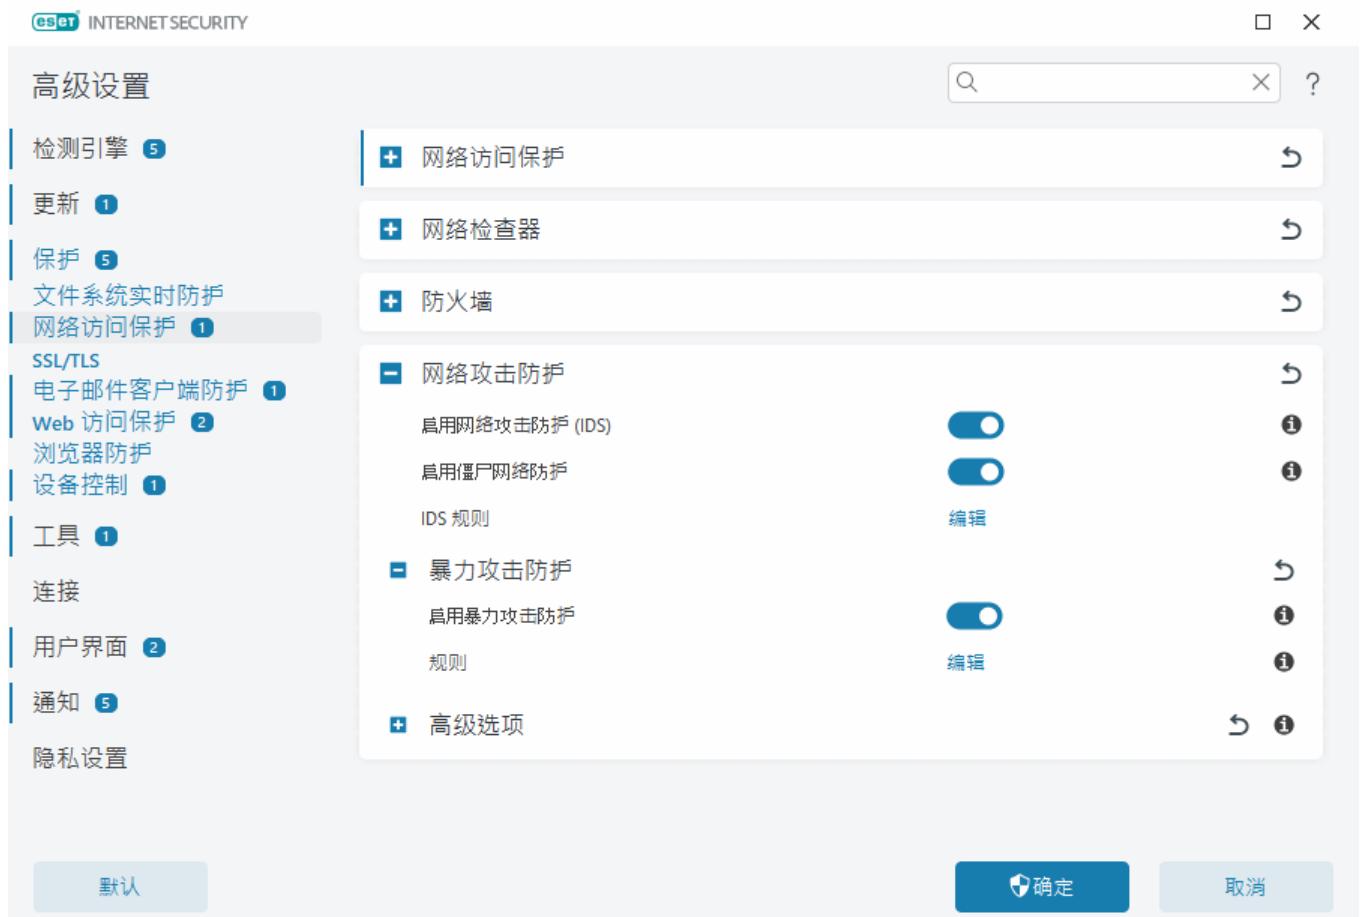 eset INTERNET SECURITY
高级设置
?
检测引擎 5
更新 1
保护 5
文件系统实时防护
网络访问保护 1
SSL/TLS
电子邮件客户端防护 1
Web 访问保护 2
浏览器防护
设备控制 1
工具 1
连接
用户界面 2
通知 5
隐私设置
网络访问保护
网络检查器
防火墙
网络攻击防护
启用网络攻击防护 (IDS)
启用僵尸网络防护
IDS 规则 编辑
暴力攻击防护
启用暴力攻击防护
规则 编辑
高级选项
默认
确定
取消